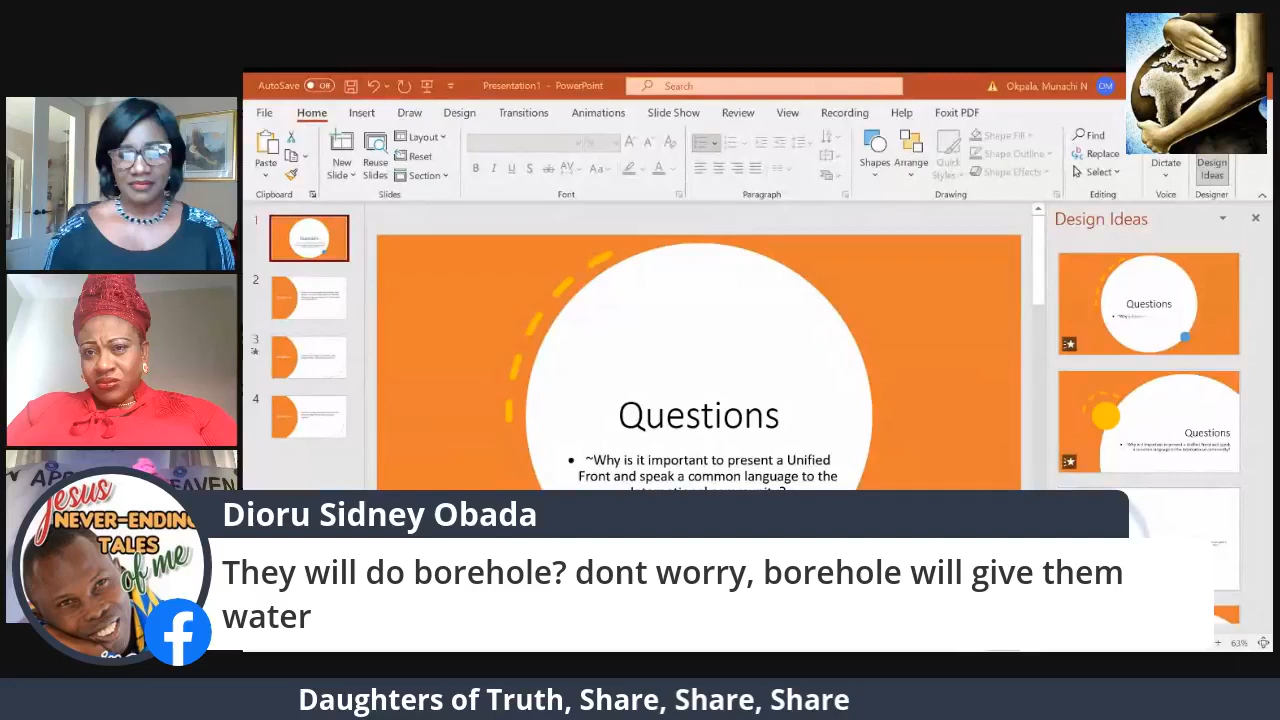 AutoSave Off
Presentation1 - PowerPoint
Search
Okpala, Munachi N OM
File Home Insert Draw Design Transitions Animations Slide Show Review View Recording Help Foxit PDF
Paste
New Slide
Reuse Slides
Layout
Reset
Section
Shapes
Arrange
Quick Styles
Shape Fill
Shape Outline
Shape Effects
Find
Replace
Select
Dictate
Design Ideas
Clipboard Slides Font Paragraph Drawing Editing Voice Designer
Design Ideas
1
2
3
4
Questions
~Why is it important to present a Unified
Front and speak a common language to the
Questions
Questions
63%
Jesus
NEVER-ENDING
TALES
of me
Dioru Sidney Obada
They will do borehole? dont worry, borehole will give them
water
Daughters of Truth, Share, Share, Share